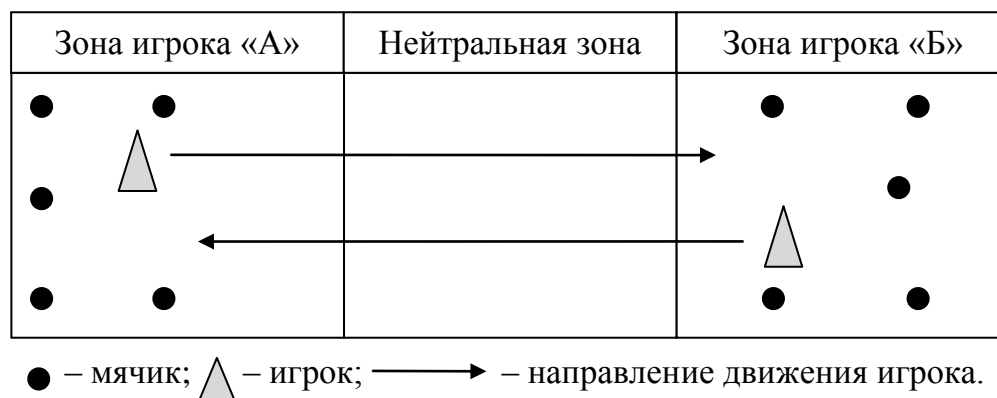 Зона игрока «А» Нейтральная зона Зона игрока «Б»
– мячик; – игрок; – направление движения игрока.